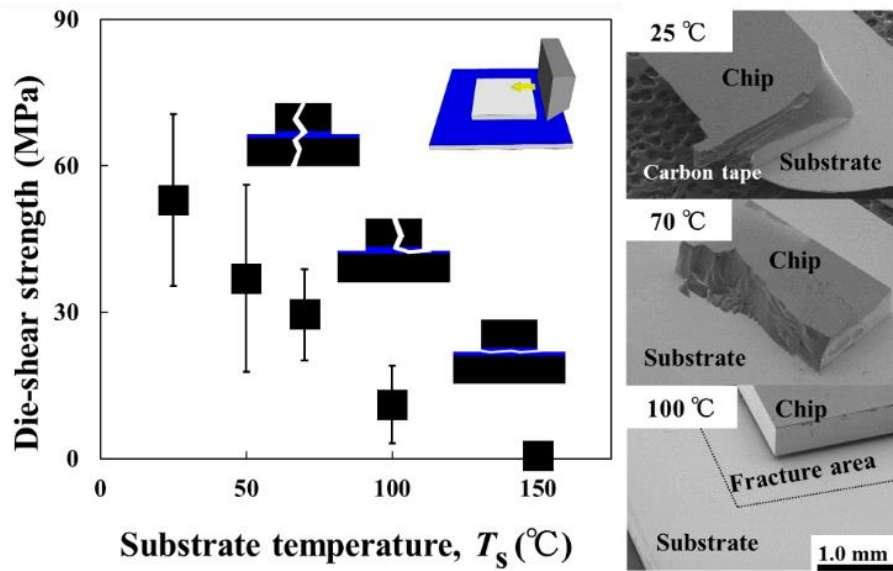 Die-shear strength (MPa)
90
60
30
0
0
50
100
150
Substrate temperature, Ts (℃)
25 ℃
Chip
Carbon tape
Substrate
70 ℃
Chip
Substrate
100 ℃
Chip
Fracture area
Substrate
1.0 mm